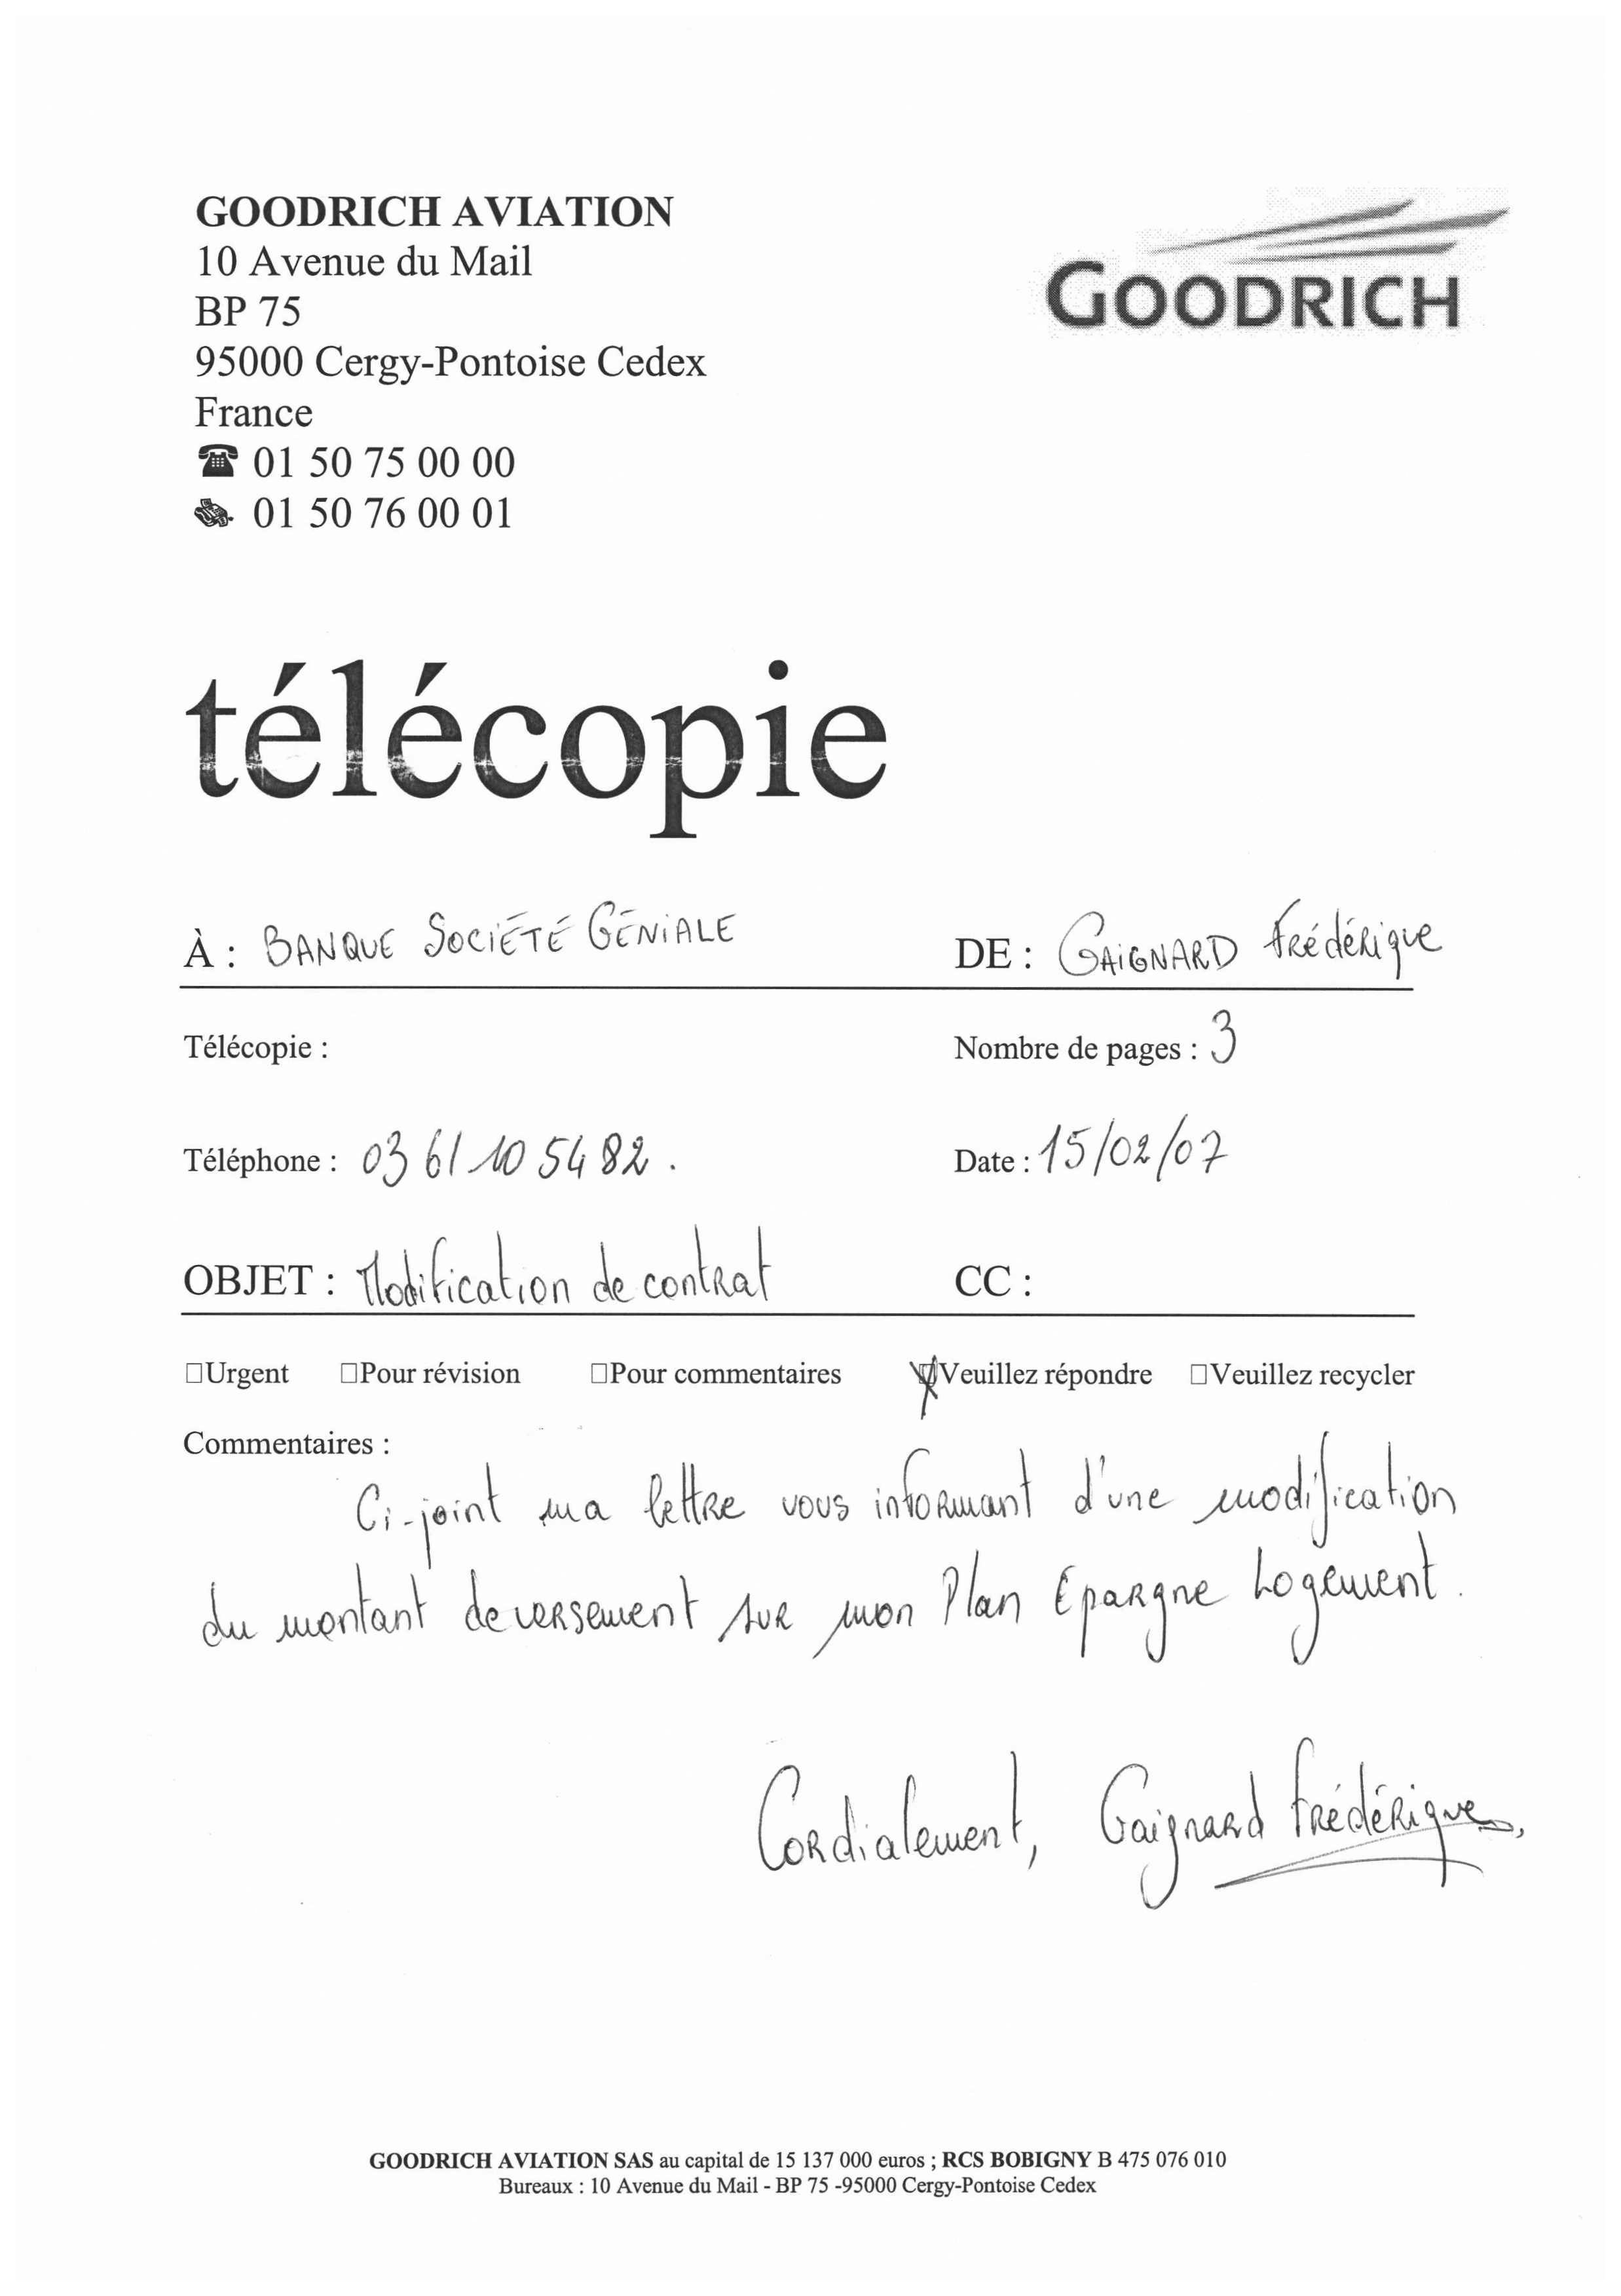 GOODRICH AVIATION
10 Avenue du Mail
BP 75
95000 Cergy-Pontoise Cedex
France
☎ 01 50 75 00 00
01 50 76 00 01
GOODRICH
télécopie
À : BANQUE SOCIÉTÉ GÉNIALE DE : GAIGNARD Frédérique
Télécopie : Nombre de pages : 3
Téléphone : 03 61 10 54 82 . Date : 15/02/07
OBJET : Modification de contrat CC :
☐Urgent ☐Pour révision ☐Pour commentaires ☒Veuillez répondre ☐Veuillez recycler
Commentaires :
Ci-joint ma lettre vous informant d'une modification
du montant de versement sur mon Plan Epargne Logement.
Cordialement, Gaignard Frédérique,
GOODRICH AVIATION SAS au capital de 15 137 000 euros ; RCS BOBIGNY B 475 076 010
Bureaux : 10 Avenue du Mail - BP 75 -95000 Cergy-Pontoise Cedex